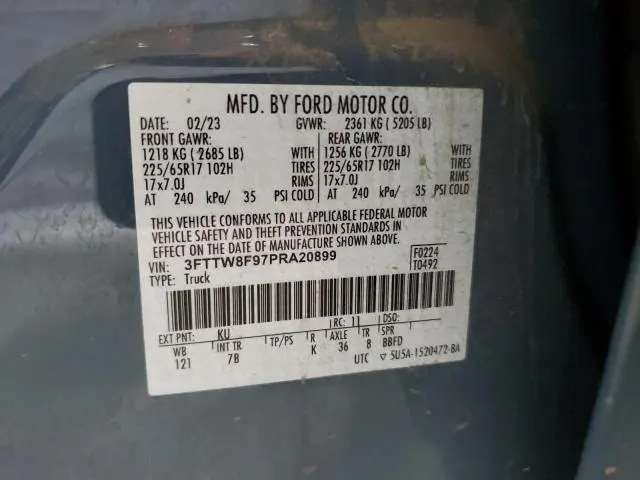 MFD. BY FORD MOTOR CO.
DATE: 02/23 GVWR: 2361 KG ( 5205 LB)
FRONT GAWR: REAR GAWR:
1218 KG ( 2685 LB) WITH 1256 KG ( 2770 LB) WITH
225/65R17 102H TIRES 225/65R17 102H TIRES
17x7.0J RIMS 17x7.0J RIMS
AT 240 kPa/ 35 PSI COLD AT 240 kPa/ 35 PSI COLD
THIS VEHICLE CONFORMS TO ALL APPLICABLE FEDERAL MOTOR
VEHICLE SAFETY AND THEFT PREVENTION STANDARDS IN
EFFECT ON THE DATE OF MANUFACTURE SHOWN ABOVE.
VIN: 3FTTW8F97PRA20899 F0224
TYPE: Truck T0492
EXT PNT: KU RC: 11 DSO:
WB INT TR TP/PS R AXLE TR SPR
121 7B K 36 8 BBFD
UTC ▽ 5U5A-1520472-BA